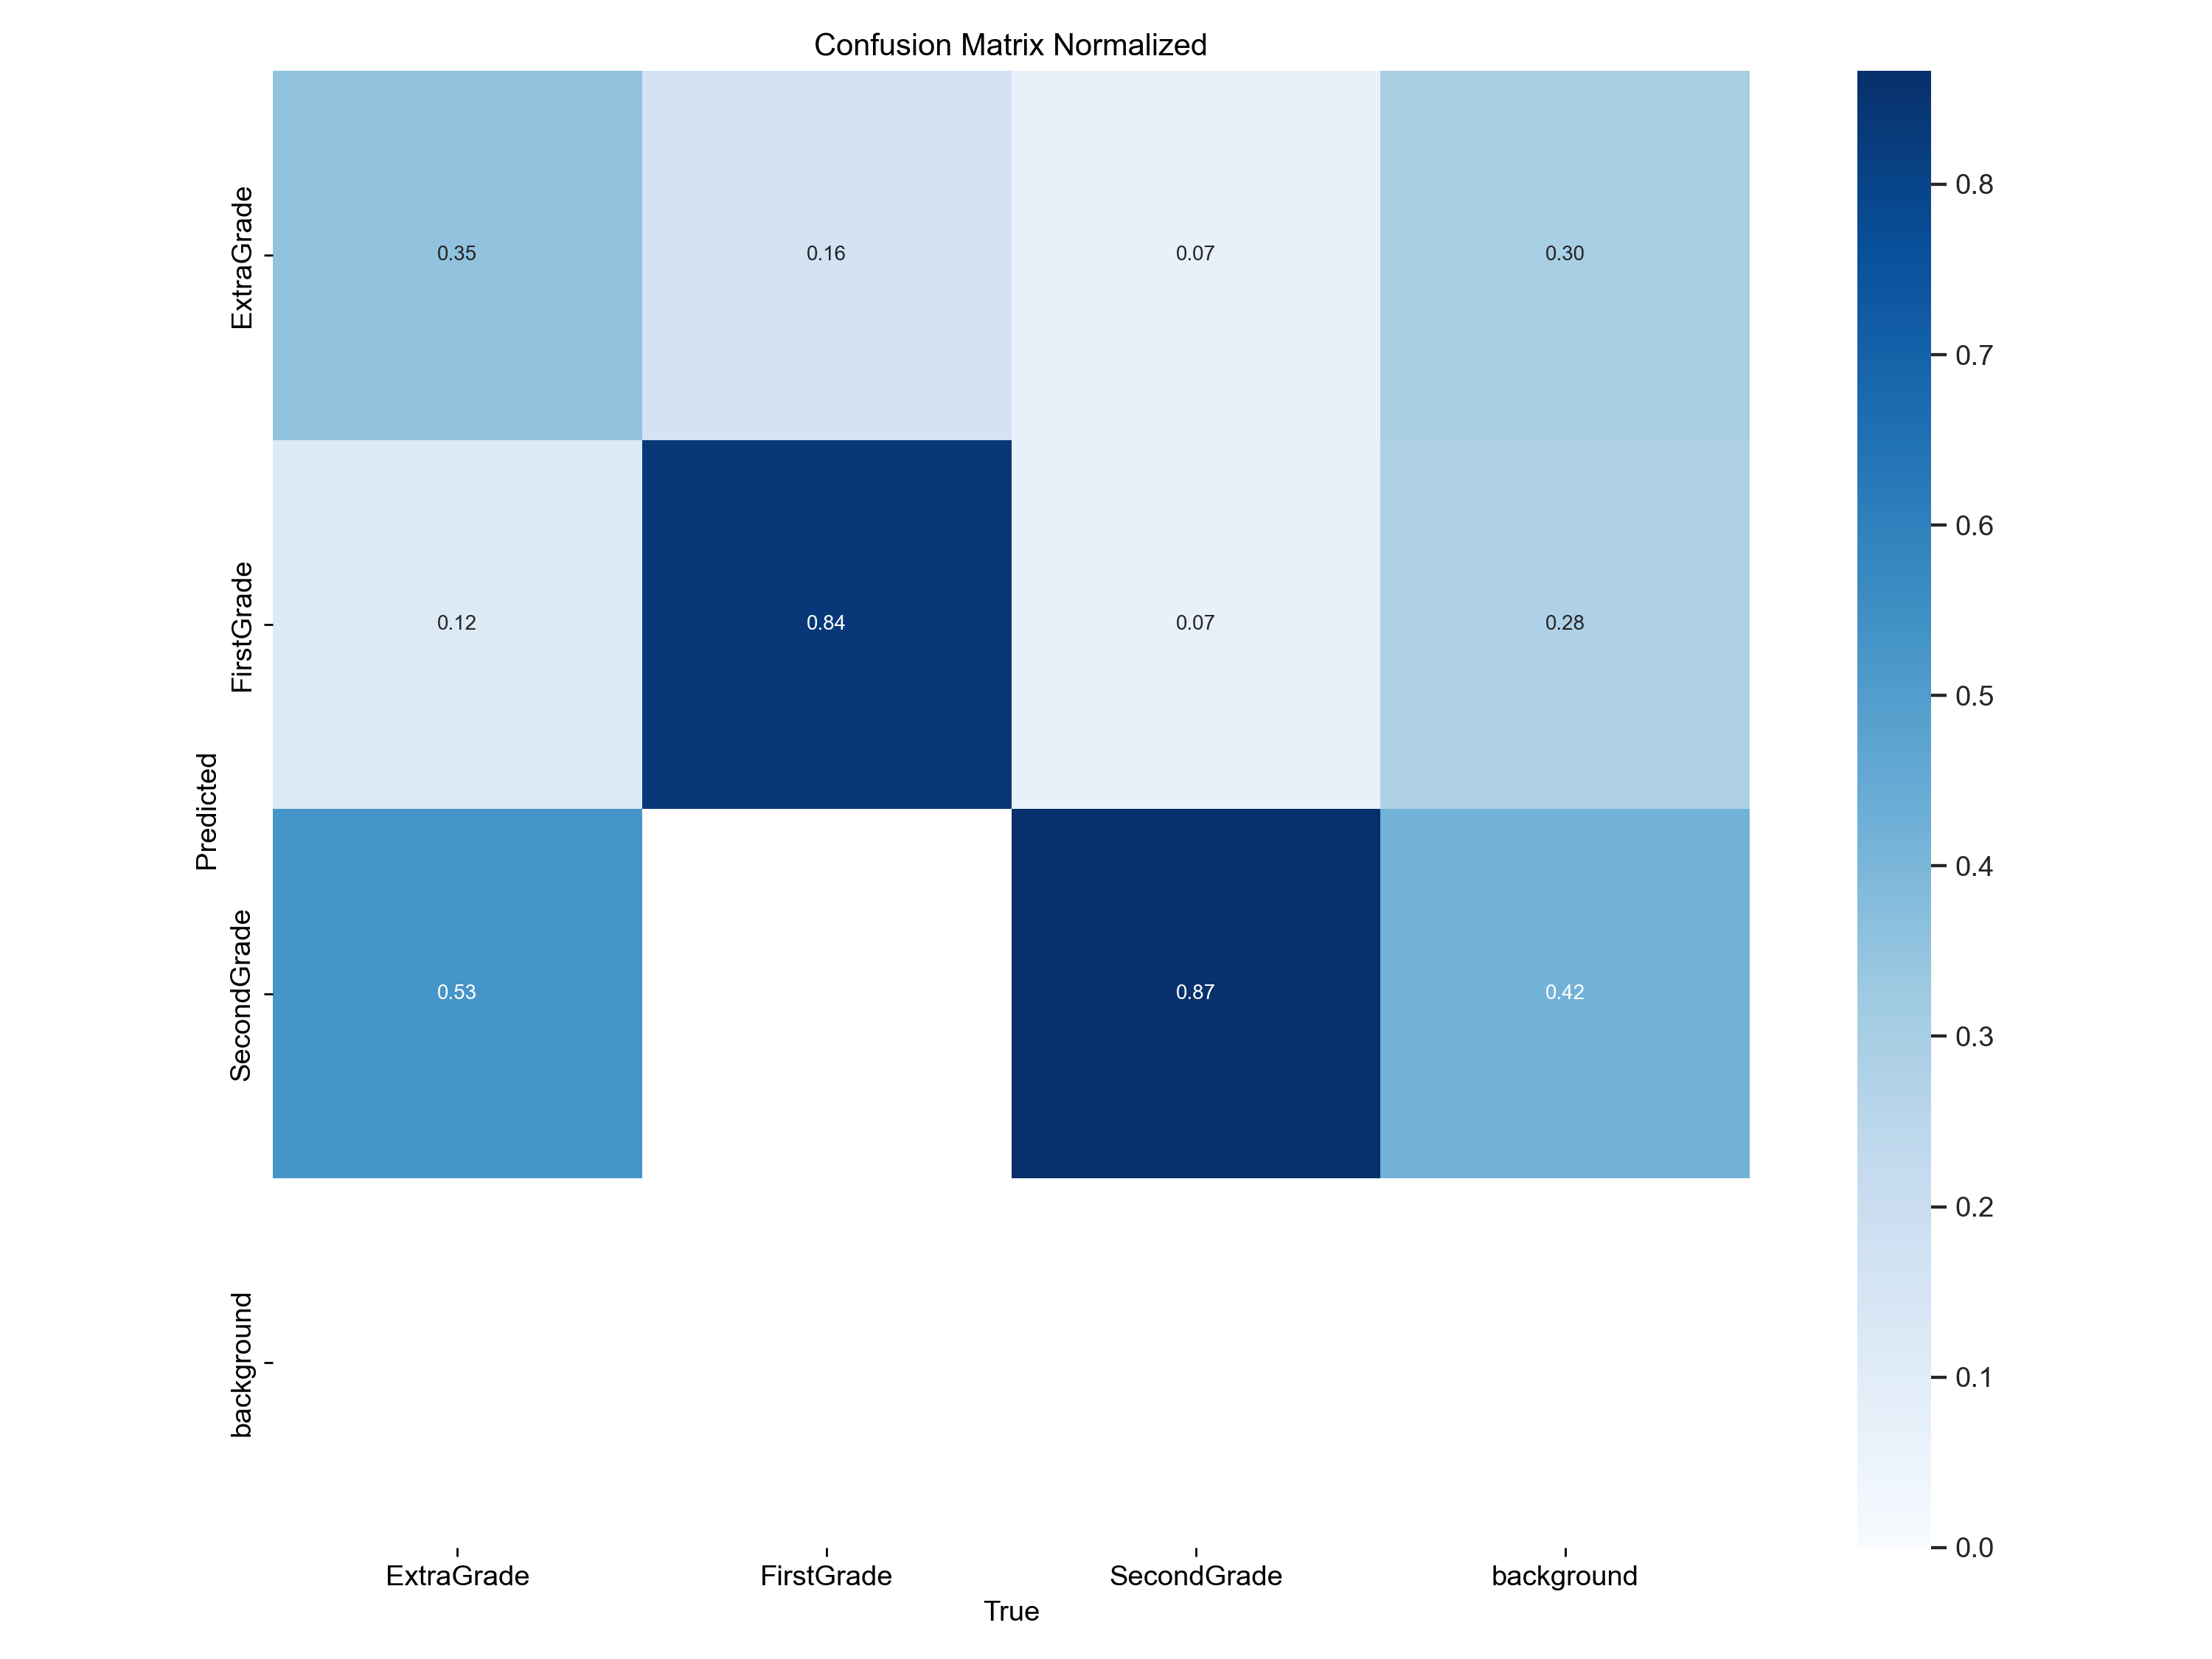 Confusion Matrix Normalized
ExtraGrade
0.35 0.16 0.07 0.30
FirstGrade
0.12 0.84 0.07 0.28
SecondGrade
0.53 0.87 0.42
background
Predicted
ExtraGrade FirstGrade SecondGrade background
True
0.8
0.7
0.6
0.5
0.4
0.3
0.2
0.1
0.0